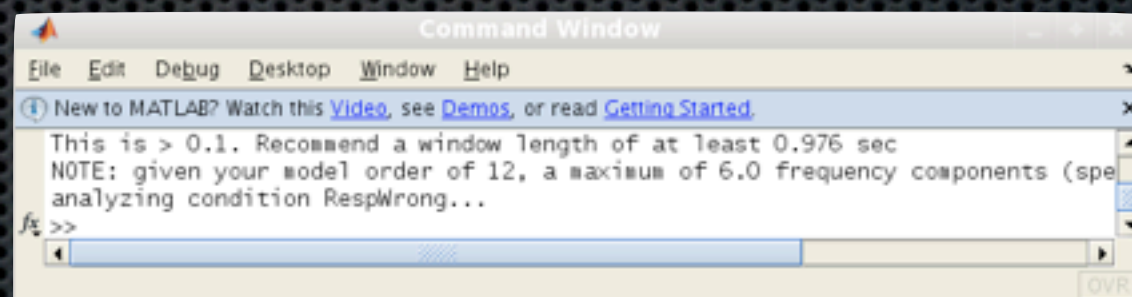 Command Window
File Edit Debug Desktop Window Help
New to MATLAB? Watch this Video, see Demos, or read Getting Started.
This is > 0.1. Recommend a window length of at least 0.976 sec
NOTE: given your model order of 12, a maximum of 6.0 frequency components (spe
analyzing condition RespWrong...
fx >>
OVR